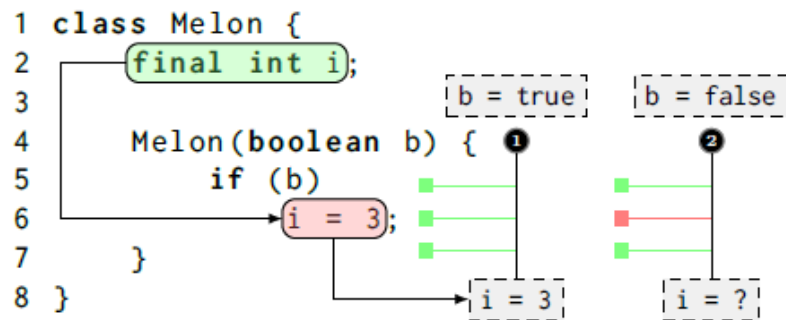 1 class Melon {
2 final int i;
3
b = true
b = false
4 Melon(boolean b) {
1
2
5 if (b)
6 i = 3;
7 }
8 }
i = 3
i = ?